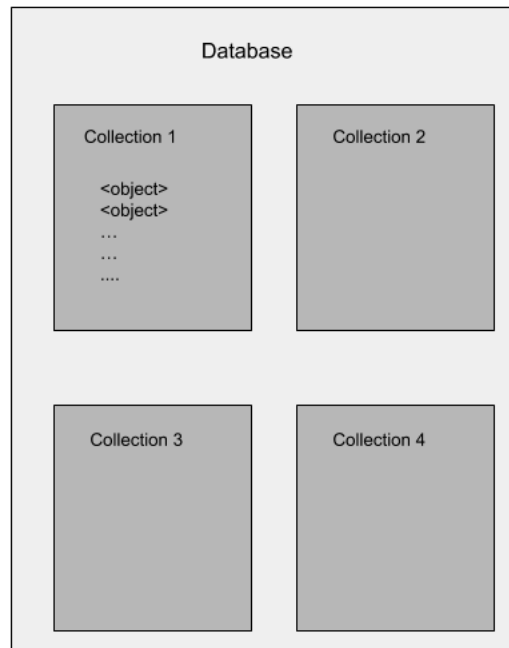 Database
Collection 1
Collection 2
<object>
<object>
…
…
....
Collection 3
Collection 4